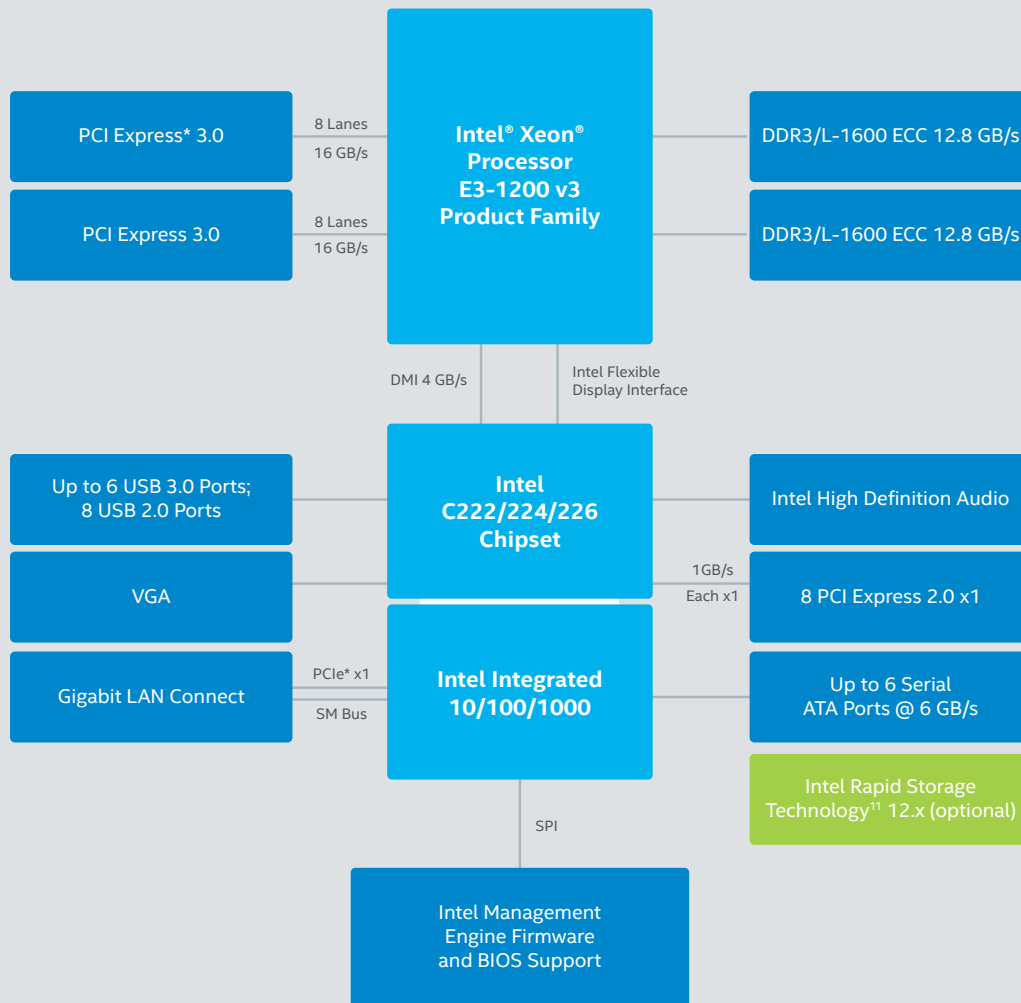 Intel® Xeon®
Processor
E3-1200 v3
Product Family
PCI Express* 3.0
8 Lanes
16 GB/s
DDR3/L-1600 ECC 12.8 GB/s
PCI Express 3.0
8 Lanes
16 GB/s
DDR3/L-1600 ECC 12.8 GB/s
DMI 4 GB/s
Intel Flexible
Display Interface
Up to 6 USB 3.0 Ports;
8 USB 2.0 Ports
Intel
C222/224/226
Chipset
Intel High Definition Audio
VGA
1GB/s
Each x1
8 PCI Express 2.0 x1
Gigabit LAN Connect
PCIe* x1
SM Bus
Intel Integrated
10/100/1000
Up to 6 Serial
ATA Ports @ 6 GB/s
Intel Rapid Storage
Technology¹¹ 12.x (optional)
SPI
Intel Management
Engine Firmware
and BIOS Support